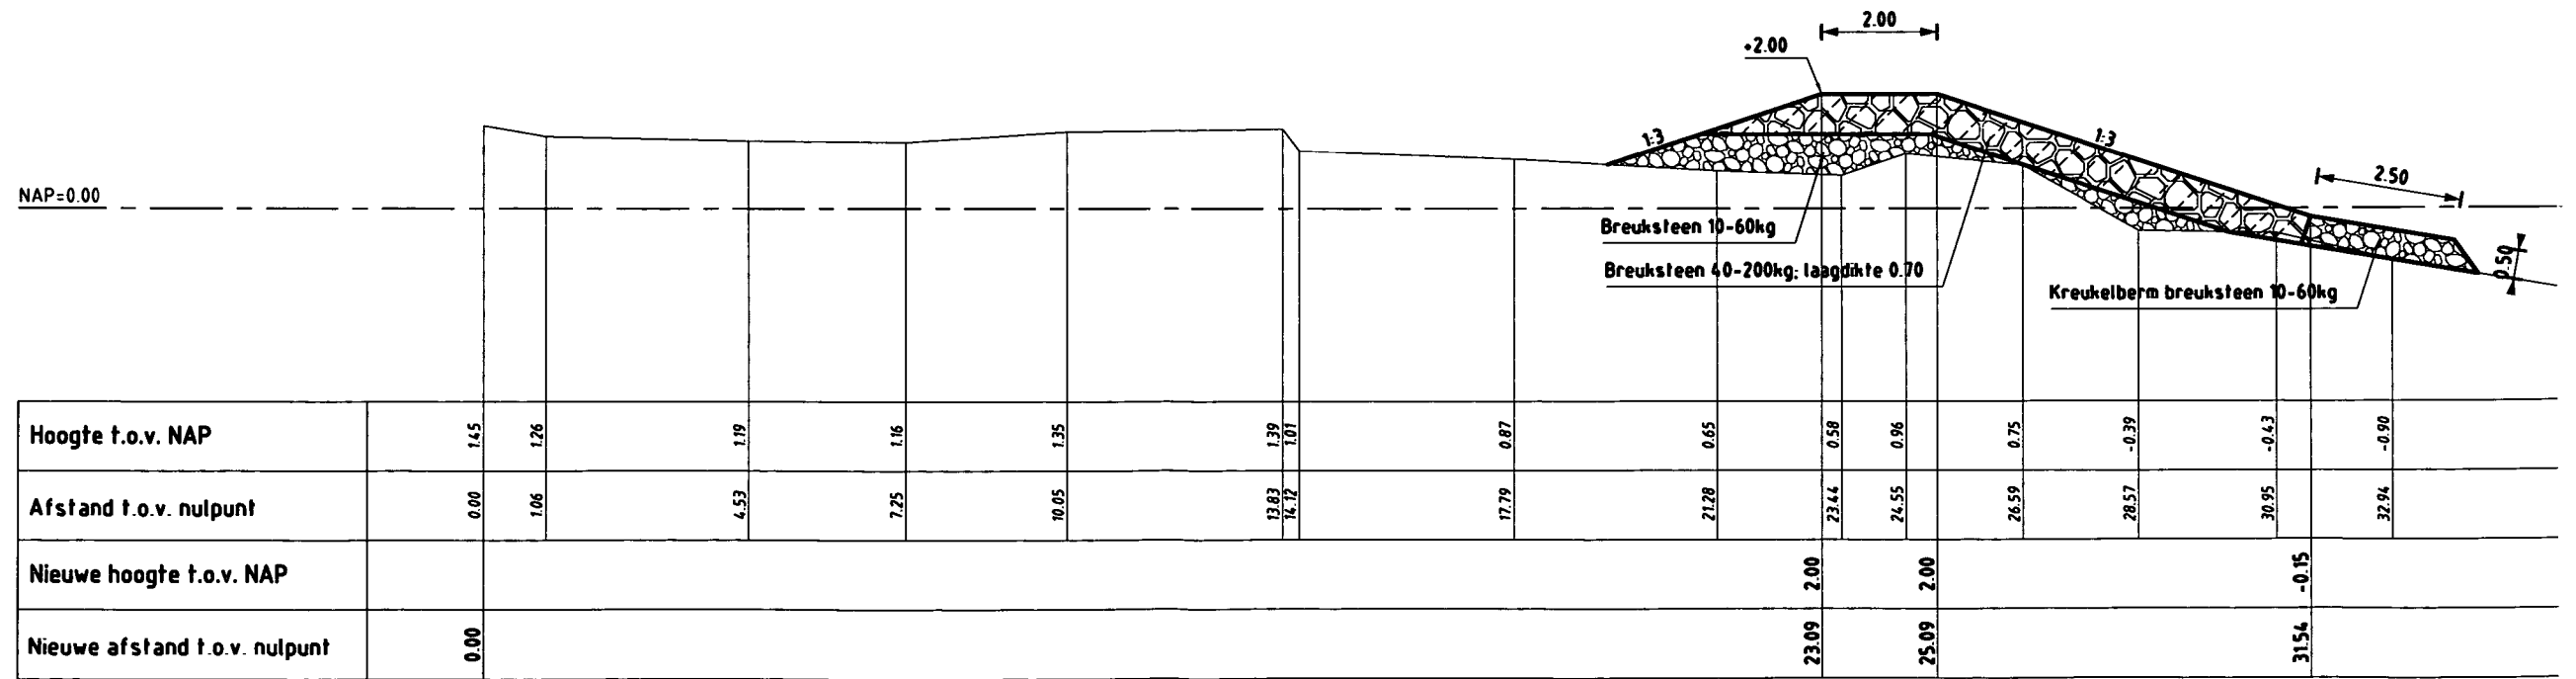 2.00
+2.00
1:3
1:3
2.50
NAP=0.00
Breuksteen 10-60kg
Breuksteen 40-200kg; laagdikte 0.70
0.50
Kreukelberm breuksteen 10-60kg
Hoogte t.o.v. NAP 1.45 1.26 1.19 1.16 1.35 1.39 1.01 0.87 0.65 0.58 0.96 0.75 -0.39 -0.43 -0.90
Afstand t.o.v. nulpunt 0.00 1.06 4.53 7.25 10.05 13.83 14.12 17.79 21.28 23.44 24.55 26.59 28.57 30.95 32.94
Nieuwe hoogte t.o.v. NAP 2.00 2.00 -0.15
Nieuwe afstand t.o.v. nulpunt 0.00 23.09 25.09 31.54